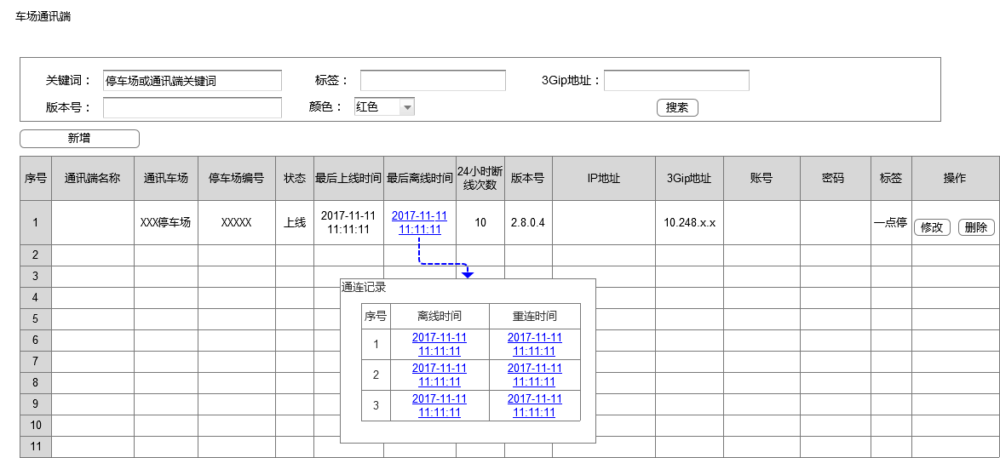 车场通讯端
关键词： 停车场或通讯端关键词 标签： 3Gip地址：
版本号： 颜色： 红色 搜索
新增
序号 通讯端名称 通讯车场 停车场编号 状态 最后上线时间 最后离线时间 24小时断线次数 版本号 IP地址 3Gip地址 账号 密码 标签 操作
1 XXX停车场 XXXXX 上线 2017-11-11 11:11:11 2017-11-11 11:11:11 10 2.8.0.4 10.248.x.x 一点停 修改 删除
2
3
通连记录
4
序号 离线时间 重连时间
5
1 2017-11-11 11:11:11 2017-11-11 11:11:11
6
7
2 2017-11-11 11:11:11 2017-11-11 11:11:11
8
9
3 2017-11-11 11:11:11 2017-11-11 11:11:11
10
11